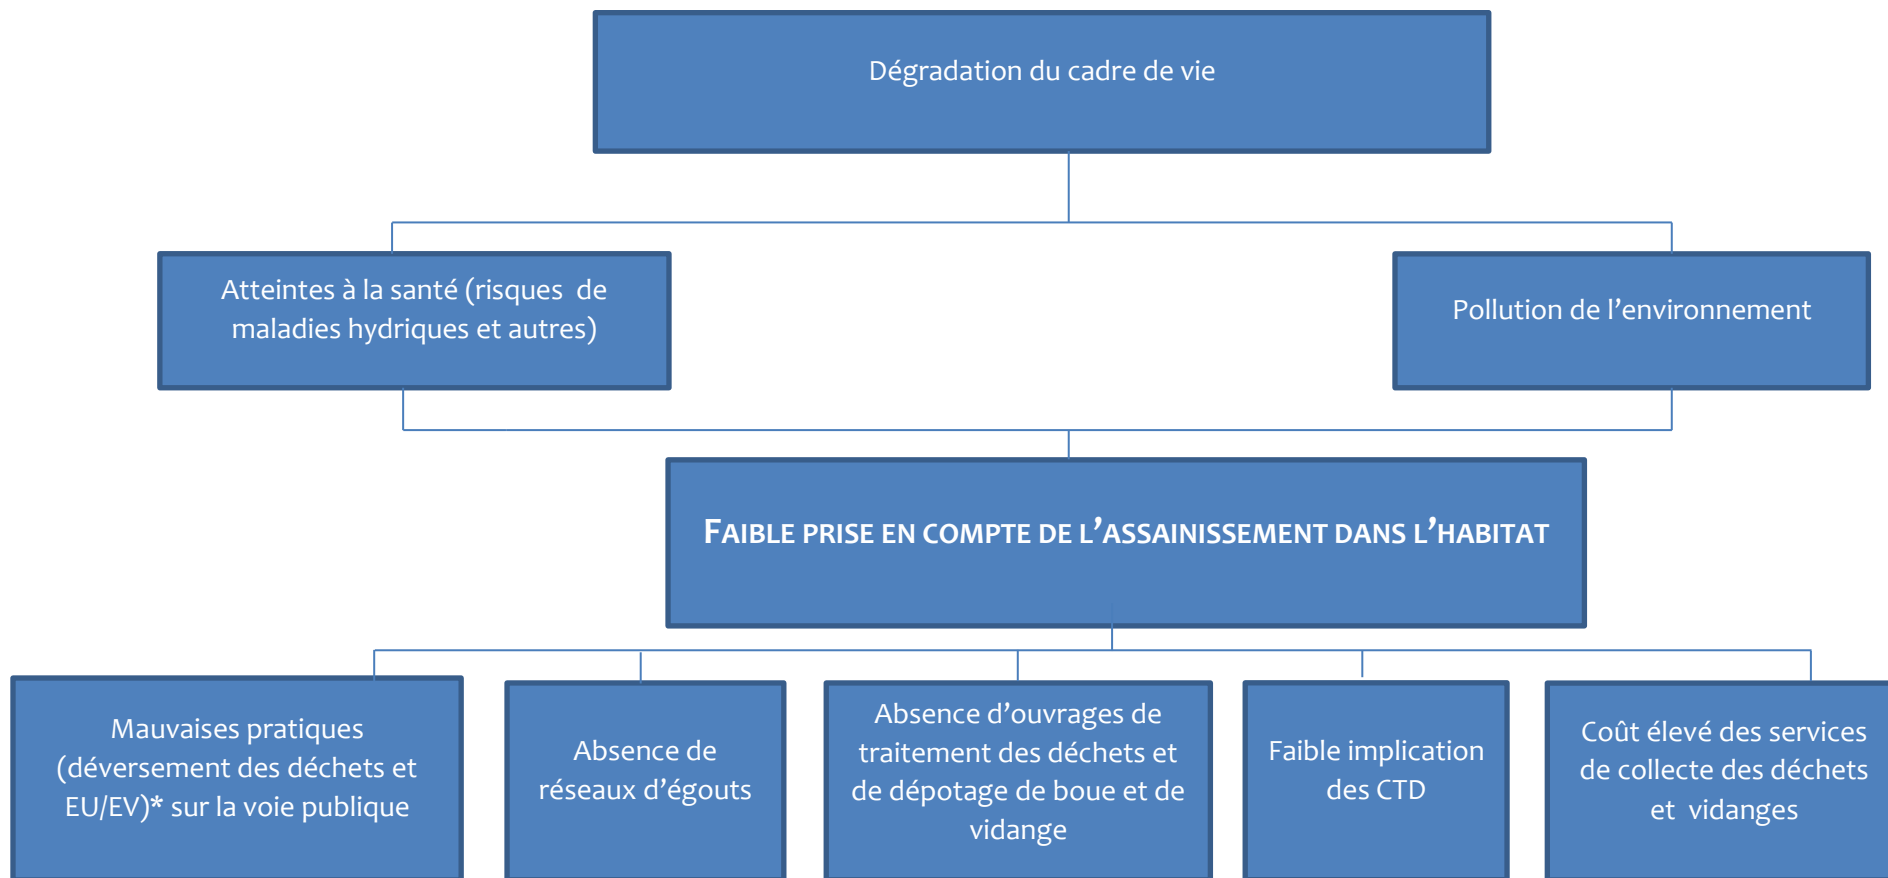 Dégradation du cadre de vie
Atteintes à la santé (risques  de
maladies hydriques et autres)
Pollution de l’environnement
FAIBLE PRISE EN COMPTE DE L’ASSAINISSEMENT DANS L’HABITAT
Mauvaises pratiques
(déversement des déchets et
EU/EV)* sur la voie publique
Absence de
réseaux d’égouts
Absence d’ouvrages de
traitement des déchets et
de dépotage de boue et de
vidange
Faible implication
des CTD
Coût élevé des services
de collecte des déchets
et  vidanges